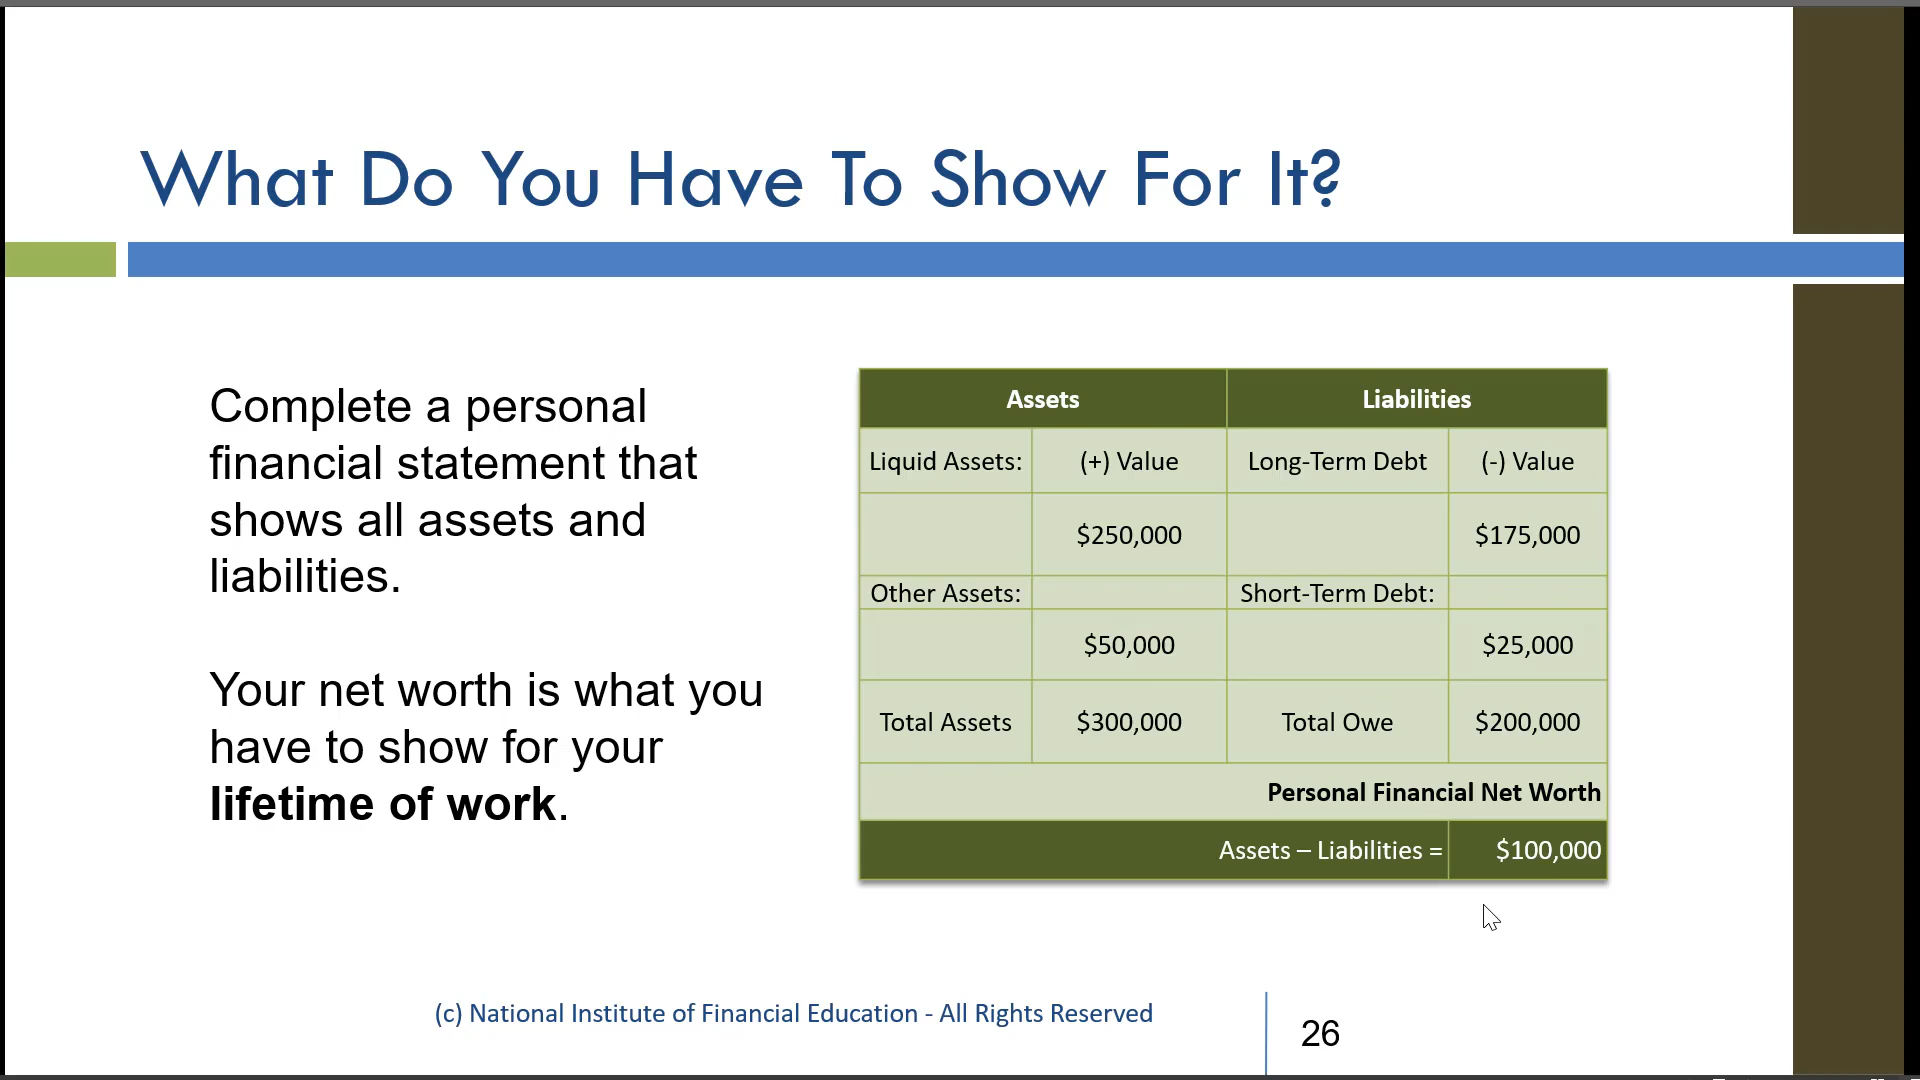 What Do You Have To Show For It?
Complete a personal
financial statement that
shows all assets and
liabilities.
Your net worth is what you
have to show for your
lifetime of work.
Assets Liabilities
Liquid Assets: (+) Value Long-Term Debt (-) Value
$250,000 $175,000
Other Assets: Short-Term Debt:
$50,000 $25,000
Total Assets $300,000 Total Owe $200,000
Personal Financial Net Worth
Assets – Liabilities = $100,000
(c) National Institute of Financial Education - All Rights Reserved
26